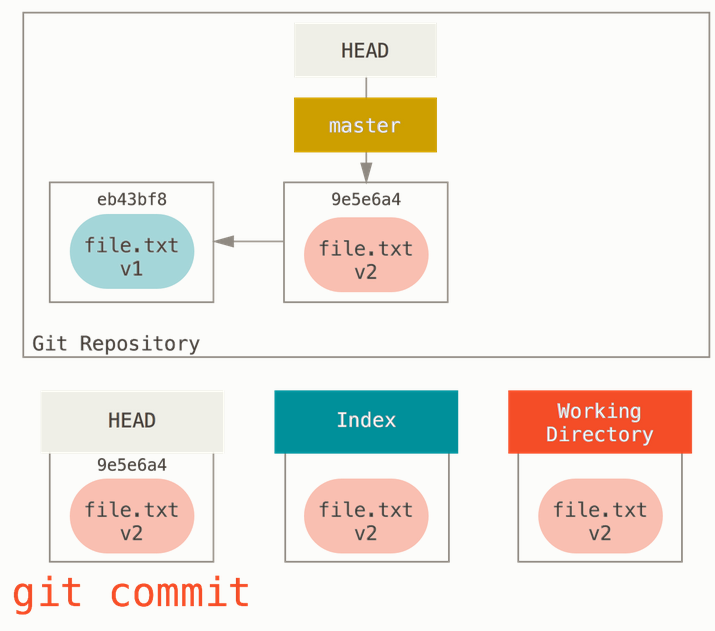 HEAD
master
eb43bf8
file.txt
v1
9e5e6a4
file.txt
v2
Git Repository
HEAD
9e5e6a4
file.txt
v2
Index
file.txt
v2
Working
Directory
file.txt
v2
git commit